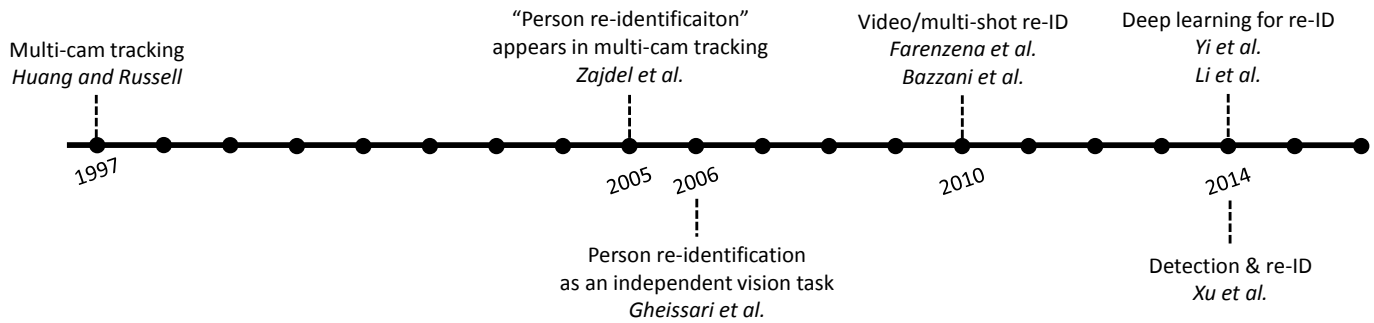 Multi-cam tracking
Huang and Russell
“Person re-identificaiton”
appears in multi-cam tracking
Zajdel et al.
Video/multi-shot re-ID
Farenzena et al.
Bazzani et al.
Deep learning for re-ID
Yi et al.
Li et al.
1997
2005
2006
2010
2014
Person re-identification
as an independent vision task
Gheissari et al.
Detection & re-ID
Xu et al.